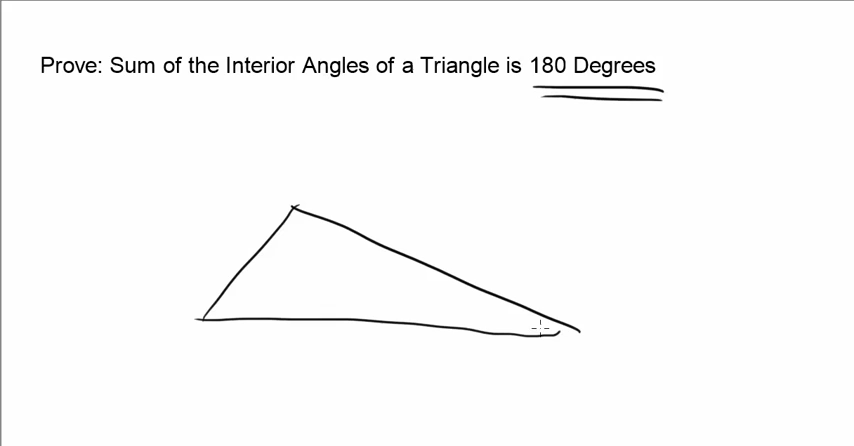 Prove: Sum of the Interior Angles of a Triangle is 180 Degrees